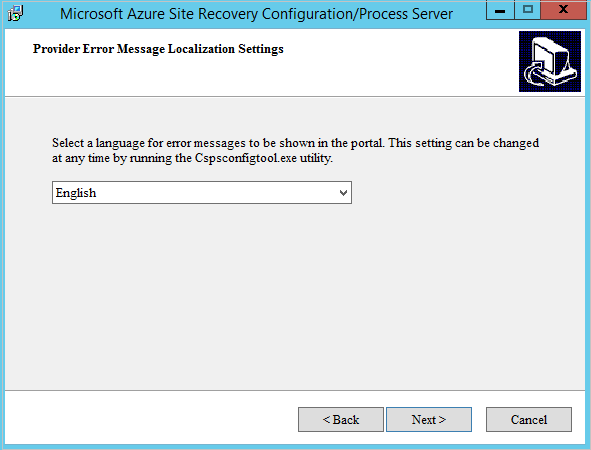 Microsoft Azure Site Recovery Configuration/Process Server
Provider Error Message Localization Settings
Select a language for error messages to be shown in the portal. This setting can be changed
at any time by running the Cspsconfigtool.exe utility.
English
< Back
Next >
Cancel